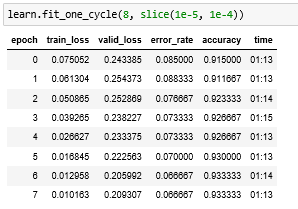 learn.fit_one_cycle(8, slice(1e-5, 1e-4))
epoch train_loss valid_loss error_rate accuracy time
0 0.075052 0.243385 0.085000 0.915000 01:13
1 0.061304 0.254373 0.088333 0.911667 01:13
2 0.050865 0.252869 0.076667 0.923333 01:14
3 0.039265 0.238227 0.073333 0.926667 01:15
4 0.026627 0.233375 0.073333 0.926667 01:13
5 0.016845 0.222563 0.070000 0.930000 01:13
6 0.012958 0.205992 0.066667 0.933333 01:14
7 0.010163 0.209307 0.066667 0.933333 01:13